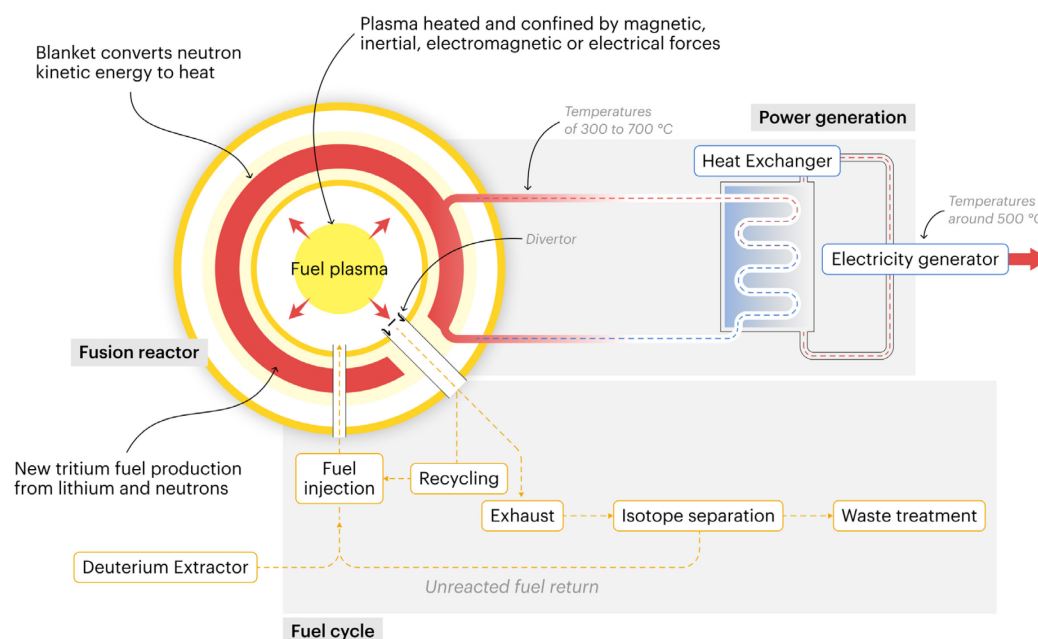 Plasma heated and confined by magnetic,
inertial, electromagnetic or electrical forces
Blanket converts neutron
kinetic energy to heat
Temperatures
of 300 to 700 °C
Power generation
Heat Exchanger
Temperatures
around 500 °C
Divertor
Electricity generator
Fuel plasma
Fusion reactor
New tritium fuel production
from lithium and neutrons
Fuel
injection
Recycling
Exhaust
Isotope separation
Waste treatment
Deuterium Extractor
Unreacted fuel return
Fuel cycle